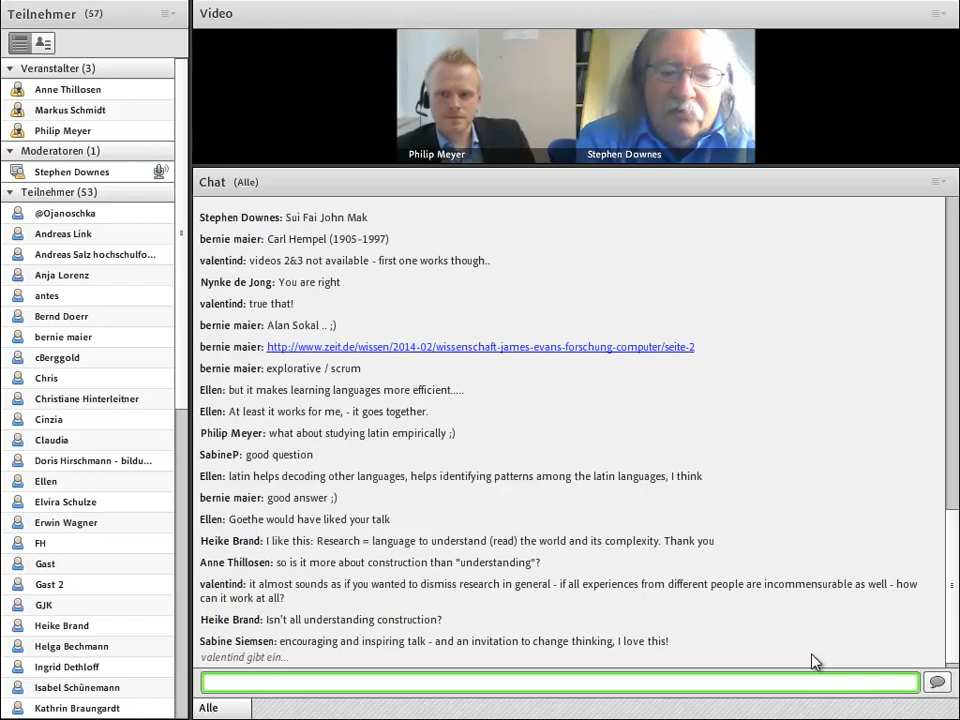 Teilnehmer (57)
Veranstalter (3)
Anne Thillosen
Markus Schmidt
Philip Meyer
Moderatoren (1)
Stephen Downes
Teilnehmer (53)
@Ojanoschka
Andreas Link
Andreas Salz hochschulfo...
Anja Lorenz
antes
Bernd Doerr
bernie maier
cBerggold
Chris
Christiane Hinterleitner
Cinzia
Claudia
Doris Hirschmann - bildu...
Ellen
Elvira Schulze
Erwin Wagner
FH
Gast
Gast 2
GJK
Heike Brand
Helga Bechmann
Ingrid Dethloff
Isabel Schünemann
Kathrin Braungardt
Video
Philip Meyer
Stephen Downes
Chat (Alle)
Stephen Downes: Sui Fai John Mak
bernie maier: Carl Hempel (1905-1997)
valentind: videos 2&3 not available - first one works though..
Nynke de Jong: You are right
valentind: true that!
bernie maier: Alan Sokal .. ;)
bernie maier: http://www.zeit.de/wissen/2014-02/wissenschaft-james-evans-forschung-computer/seite-2
bernie maier: explorative / scrum
Ellen: but it makes learning languages more efficient.....
Ellen: At least it works for me, - it goes together.
Philip Meyer: what about studying latin empirically ;)
SabineP: good question
Ellen: latin helps decoding other languages, helps identifying patterns among the latin languages, I think
bernie maier: good answer ;)
Ellen: Goethe would have liked your talk
Heike Brand: I like this: Research = language to understand (read) the world and its complexity. Thank you
Anne Thillosen: so is it more about construction than "understanding"?
valentind: it almost sounds as if you wanted to dismiss research in general - if all experiences from different people are incommensurable as well - how
can it work at all?
Heike Brand: Isn't all understanding construction?
Sabine Siemsen: encouraging and inspiring talk - and an invitation to change thinking, I love this!
valentind gibt ein...
Alle